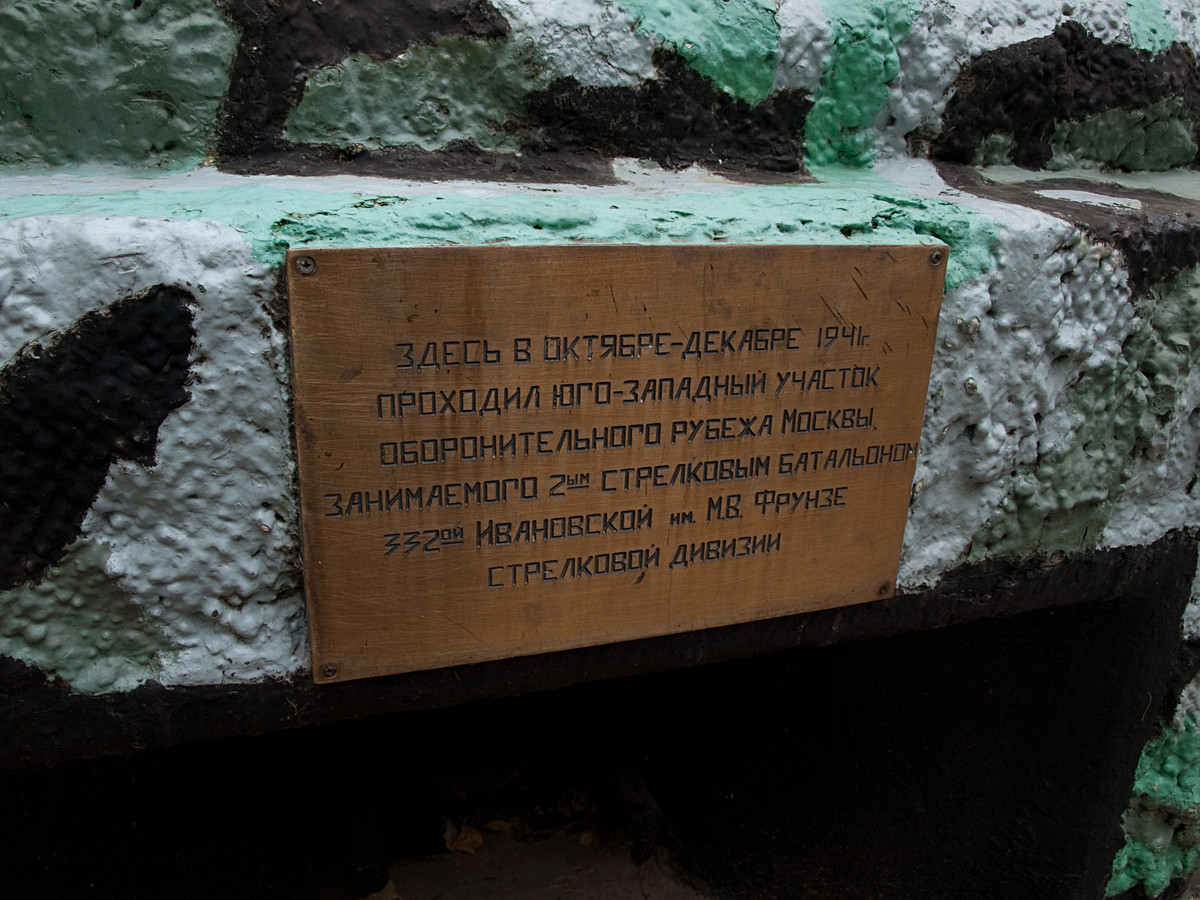 ЗДЕСЬ В ОКТЯБРЕ-ДЕКАБРЕ 1941г.
ПРОХОДИЛ ЮГО-ЗАПАДНЫЙ УЧАСТОК
ОБОРОНИТЕЛЬНОГО РУБЕЖА МОСКВЫ,
ЗАНИМАЕМОГО 2ым СТРЕЛКОВЫМ БАТАЛЬОНОМ
332ой ИВАНОВСКОЙ им. М.В. ФРУНЗЕ
СТРЕЛКОВОЙ ДИВИЗИИ